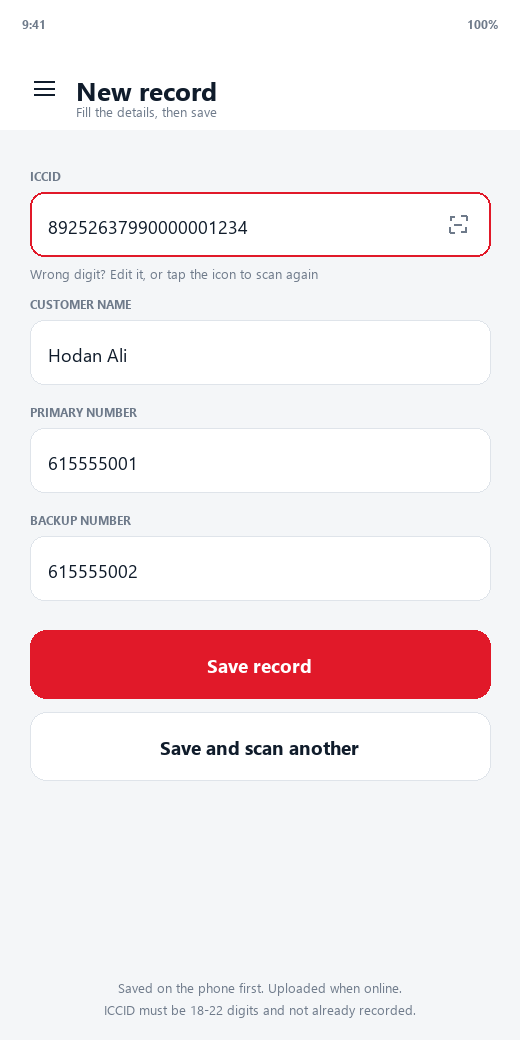 9:41
100%
New record
Fill the details, then save
ICCID
89252637990000001234
Wrong digit? Edit it, or tap the icon to scan again
CUSTOMER NAME
Hodan Ali
PRIMARY NUMBER
615555001
BACKUP NUMBER
615555002
Save record
Save and scan another
Saved on the phone first. Uploaded when online.
ICCID must be 18-22 digits and not already recorded.